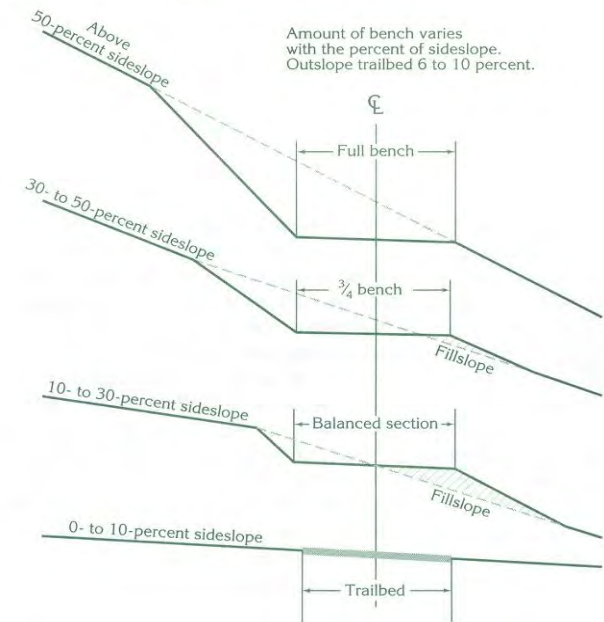 Amount of bench varies
with the percent of sideslope.
Outslope trailbed 6 to 10 percent.
Above
50-percent sideslope
℄
Full bench
30- to 50-percent sideslope
¾ bench
Fillslope
10- to 30-percent sideslope
Balanced section
Fillslope
0- to 10-percent sideslope
Trailbed